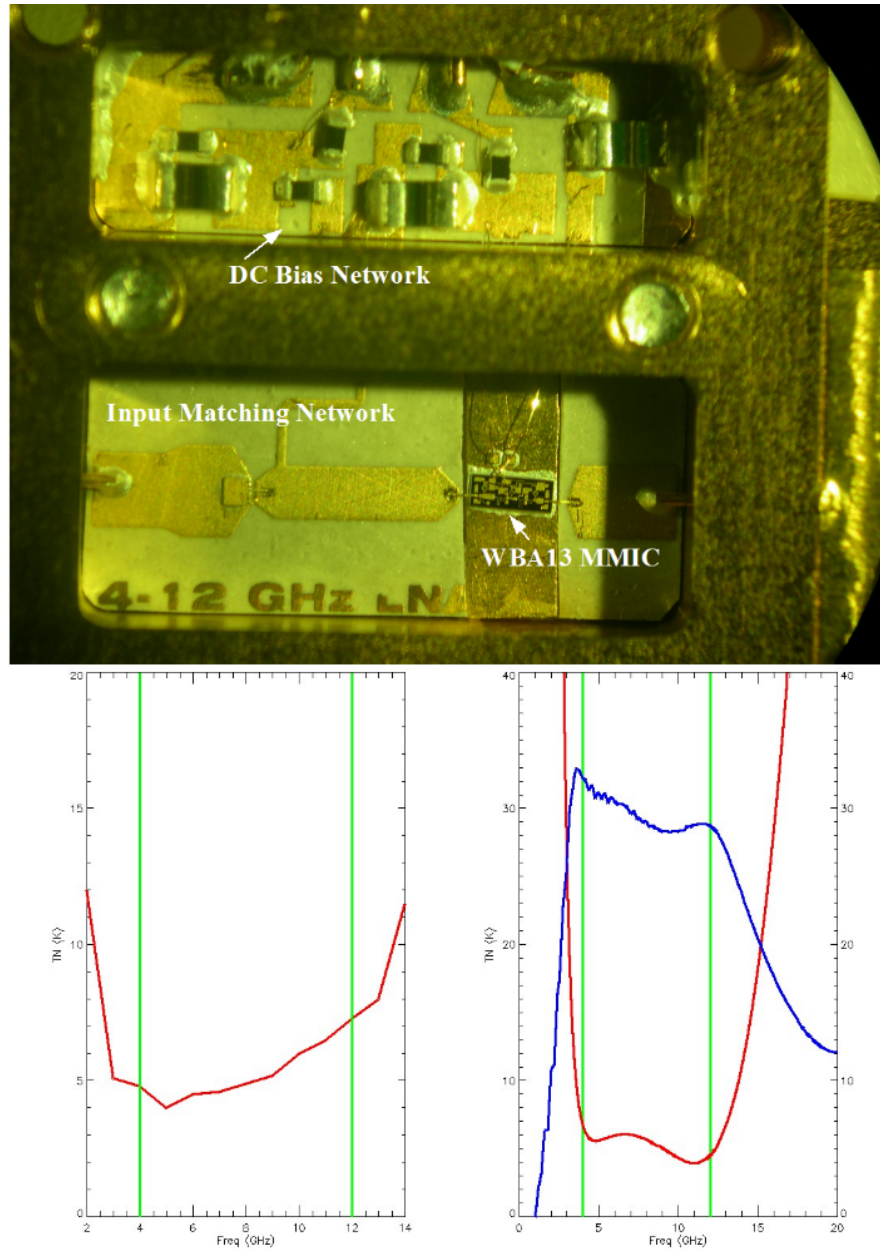 DC Bias Network
Input Matching Network
WBA13 MMIC
4-12 GHz LNA
20
15
10
5
0
TN (K)
2 4 6 8 10 12 14
Freq (GHz)
40
30
20
10
0
TN (K)
40
30
20
10
0
0 5 10 15 20
Freq (GHz)